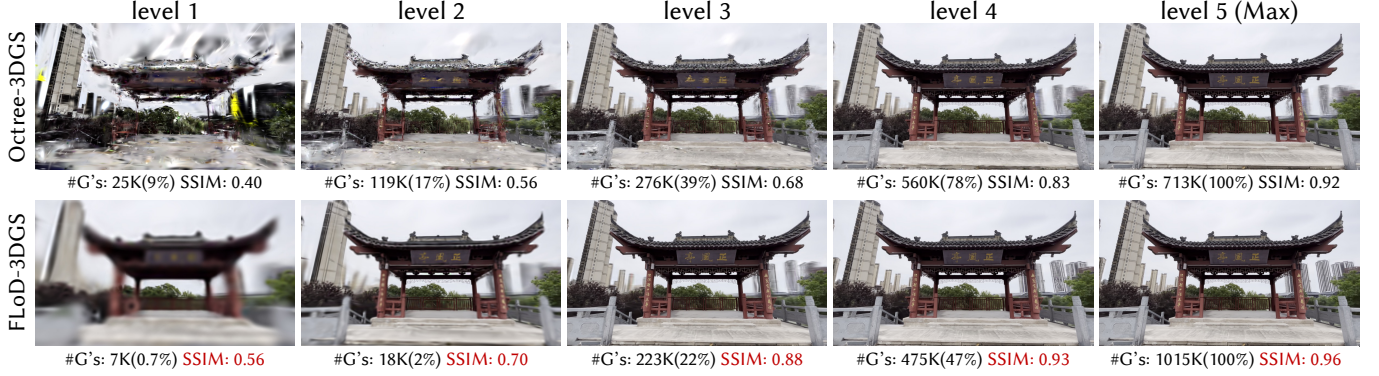 level 1 level 2 level 3 level 4 level 5 (Max)
Octree-3DGS
#G's: 25K(9%) SSIM: 0.40 #G's: 119K(17%) SSIM: 0.56 #G's: 276K(39%) SSIM: 0.68 #G's: 560K(78%) SSIM: 0.83 #G's: 713K(100%) SSIM: 0.92
FLoD-3DGS
#G's: 7K(0.7%) SSIM: 0.56 #G's: 18K(2%) SSIM: 0.70 #G's: 223K(22%) SSIM: 0.88 #G's: 475K(47%) SSIM: 0.93 #G's: 1015K(100%) SSIM: 0.96